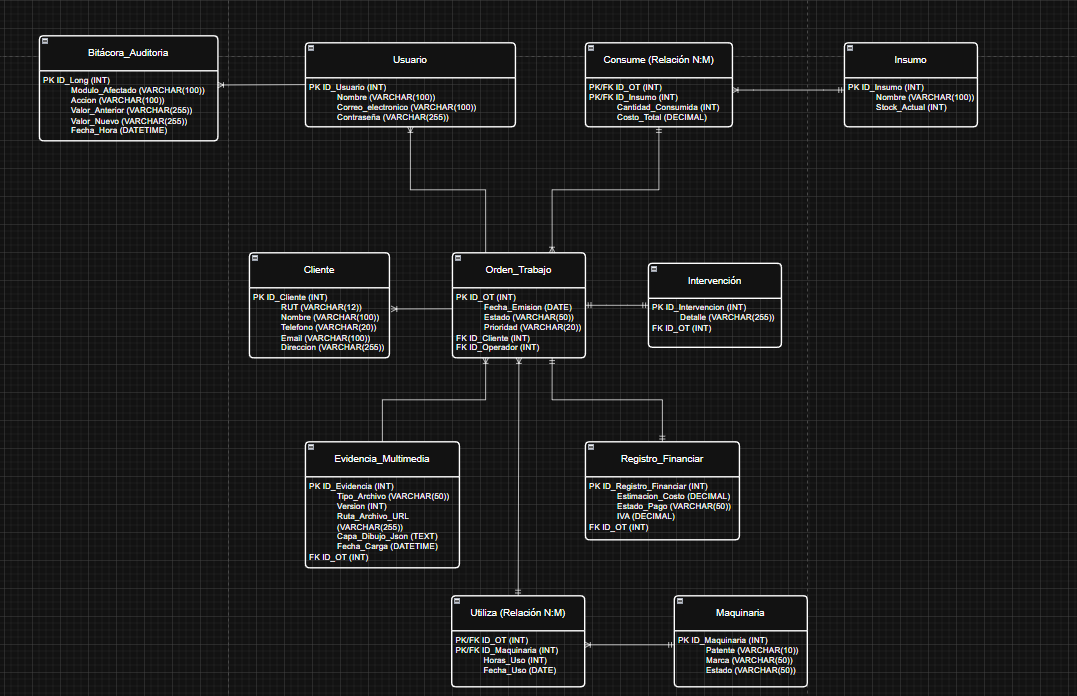 Bitácora_Auditoria
PK ID_Long (INT)
Modulo_Afectado (VARCHAR(100))
Accion (VARCHAR(100))
Valor_Anterior (VARCHAR(255))
Valor_Nuevo (VARCHAR(255))
Fecha_Hora (DATETIME)
Usuario
PK ID_Usuario (INT)
Nombre (VARCHAR(100))
Correo_electronico (VARCHAR(100))
Contraseña (VARCHAR(255))
Consume (Relación N:M)
PK/FK ID_OT (INT)
PK/FK ID_Insumo (INT)
Cantidad_Consumida (INT)
Costo_Total (DECIMAL)
Insumo
PK ID_Insumo (INT)
Nombre (VARCHAR(100))
Stock_Actual (INT)
Cliente
PK ID_Cliente (INT)
RUT (VARCHAR(12))
Nombre (VARCHAR(100))
Telefono (VARCHAR(20))
Email (VARCHAR(100))
Direccion (VARCHAR(255))
Orden_Trabajo
PK ID_OT (INT)
Fecha_Emision (DATE)
Estado (VARCHAR(50))
Prioridad (VARCHAR(20))
FK ID_Cliente (INT)
FK ID_Operador (INT)
Intervención
PK ID_Intervencion (INT)
Detalle (VARCHAR(255))
FK ID_OT (INT)
Evidencia_Multimedia
PK ID_Evidencia (INT)
Tipo_Archivo (VARCHAR(50))
Version (INT)
Ruta_Archivo_URL
(VARCHAR(255))
Capa_Dibujo_Json (TEXT)
Fecha_Carga (DATETIME)
FK ID_OT (INT)
Registro_Financiar
PK ID_Registro_Financiar (INT)
Estimacion_Costo (DECIMAL)
Estado_Pago (VARCHAR(50))
IVA (DECIMAL)
FK ID_OT (INT)
Utiliza (Relación N:M)
PK/FK ID_OT (INT)
PK/FK ID_Maquinaria (INT)
Horas_Uso (INT)
Fecha_Uso (DATE)
Maquinaria
PK ID_Maquinaria (INT)
Patente (VARCHAR(10))
Marca (VARCHAR(50))
Estado (VARCHAR(50))